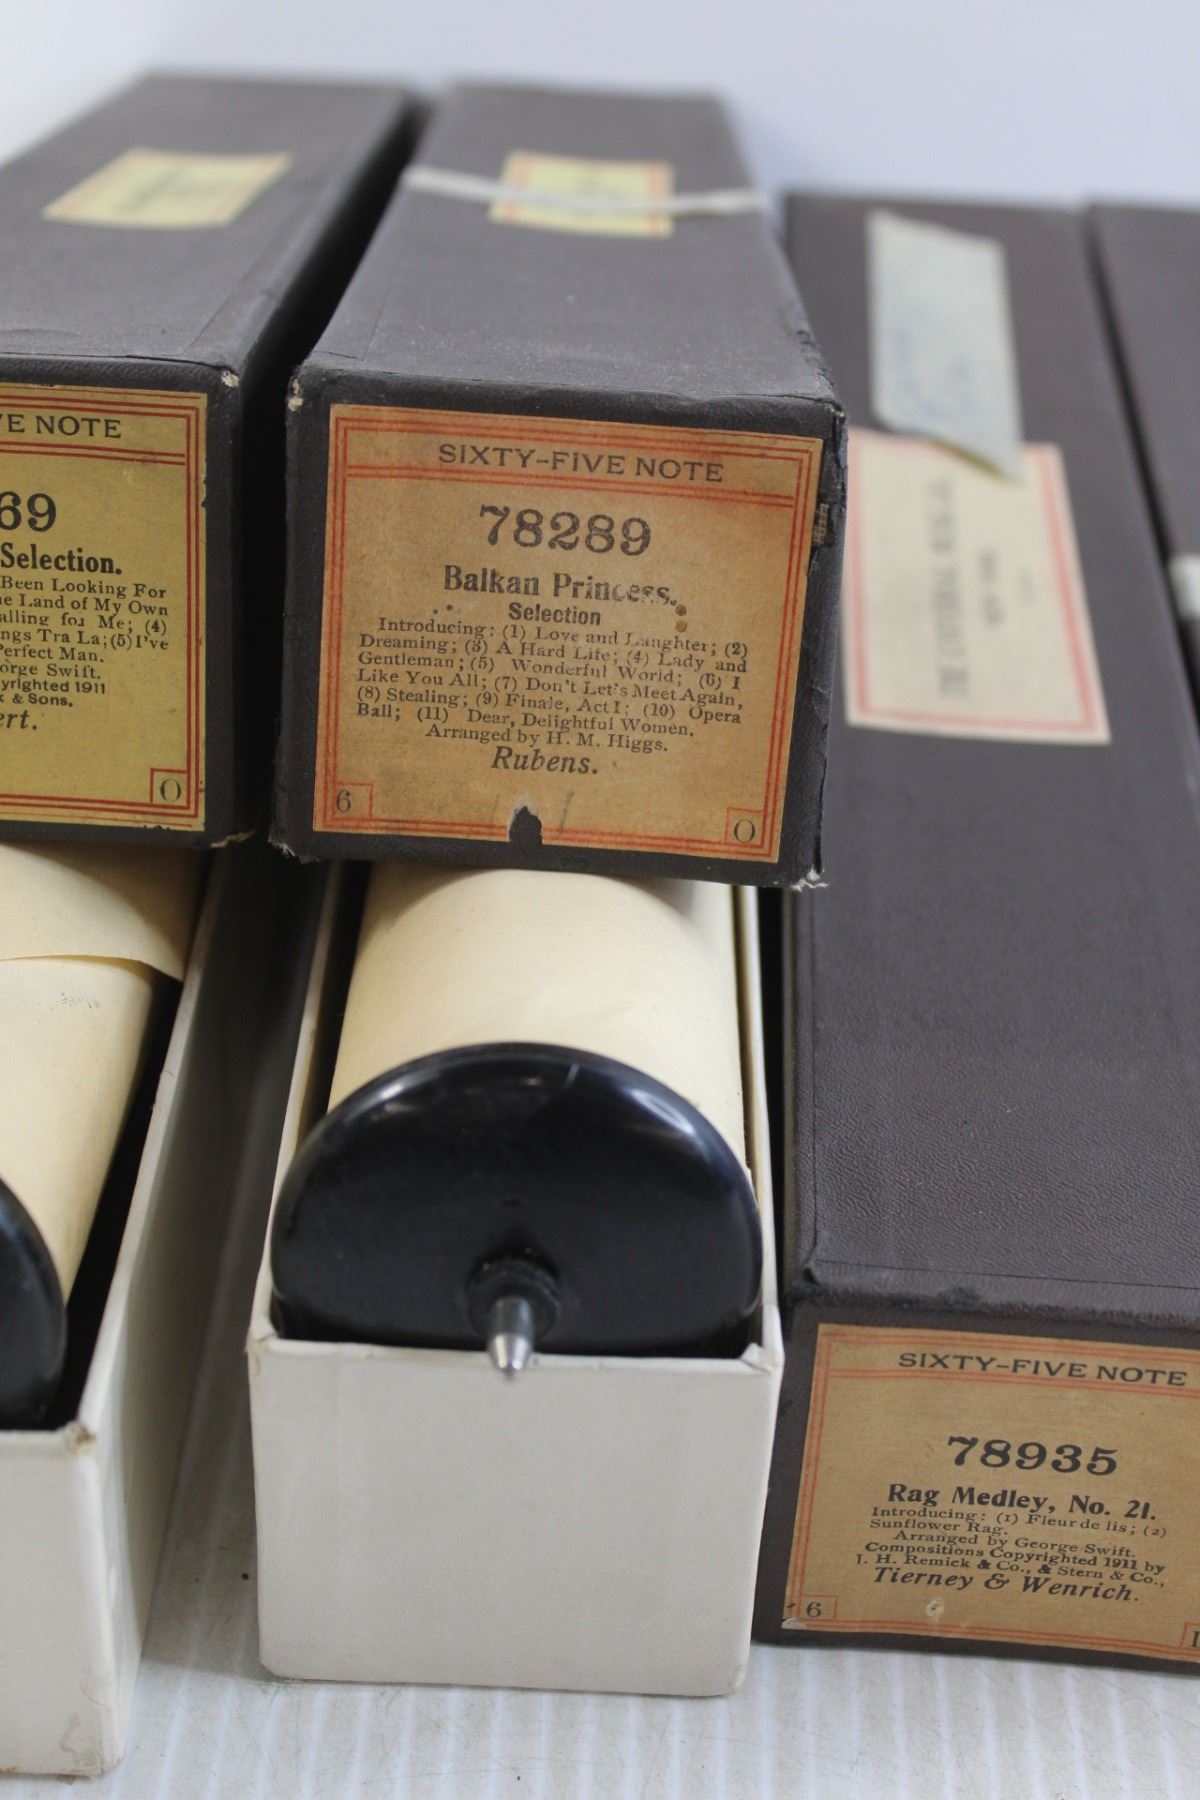 VE NOTE
69
Selection.
Been Looking For
e Land of My Own
alling for Me; (4)
ngs Tra La; (5) I've
Perfect Man.
orge Swift.
yrighted 1911
k & Sons.
ert.
O
SIXTY-FIVE NOTE
78289
Balkan Princess.
Selection
Introducing: (1) Love and Laughter; (2)
Dreaming; (3) A Hard Life; (4) Lady and
Gentleman; (5) Wonderful World; (6) I
Like You All; (7) Don't Let's Meet Again,
(8) Stealing; (9) Finale, Act I; (10) Opera
Ball; (11) Dear, Delightful Women.
Arranged by H. M. Higgs.
Rubens.
6
O
SIXTY-FIVE NOTE
78935
Rag Medley, No. 21.
Introducing: (1) Fleur de lis; (2)
Sunflower Rag.
Arranged by George Swift.
Compositions Copyrighted 1911 by
J. H. Remick & Co., & Stern & Co.,
Tierney & Wenrich.
6